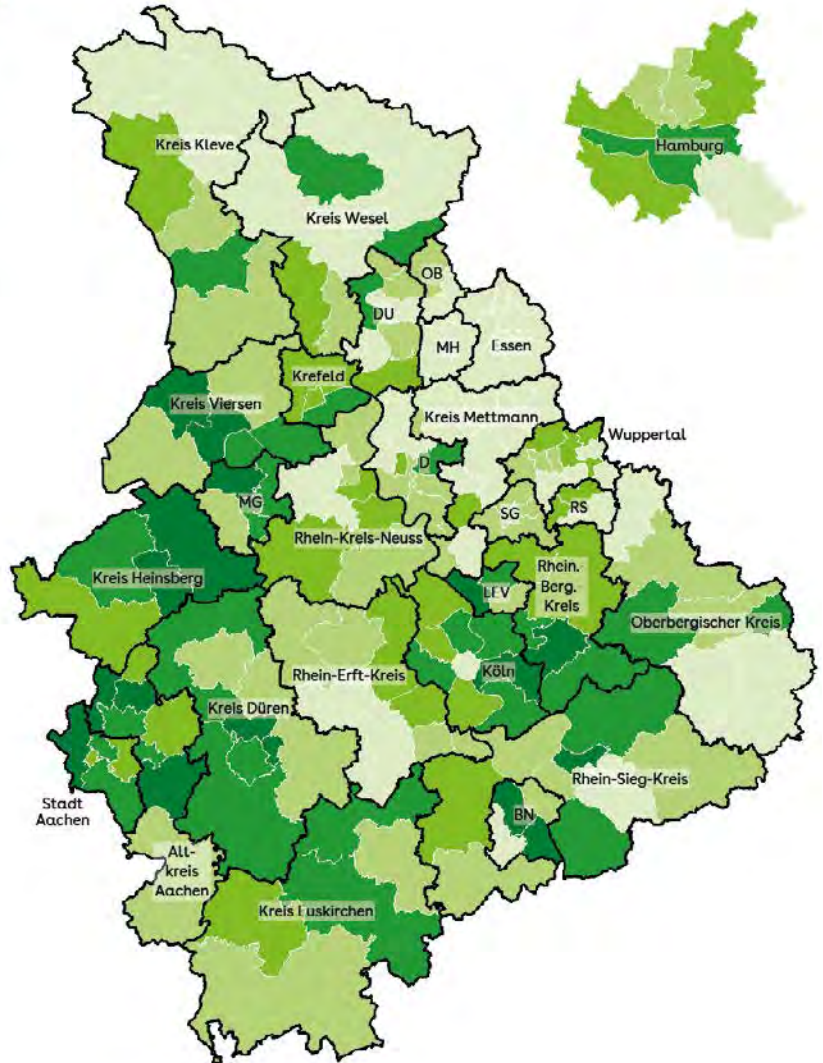 Kreis Kleve
Hamburg
Kreis Wesel
OB
DU
MH
Essen
Krefeld
Kreis Viersen
Kreis Mettmann
Wuppertal
D
MG
SG
RS
Rhein-Kreis-Neuss
Kreis Heinsberg
LEV
Rhein.
Berg.
Kreis
Oberbergischer Kreis
Rhein-Erft-Kreis
Köln
Kreis Düren
Rhein-Sieg-Kreis
Stadt
Aachen
BN
Alt-
kreis
Aachen
Kreis Euskirchen